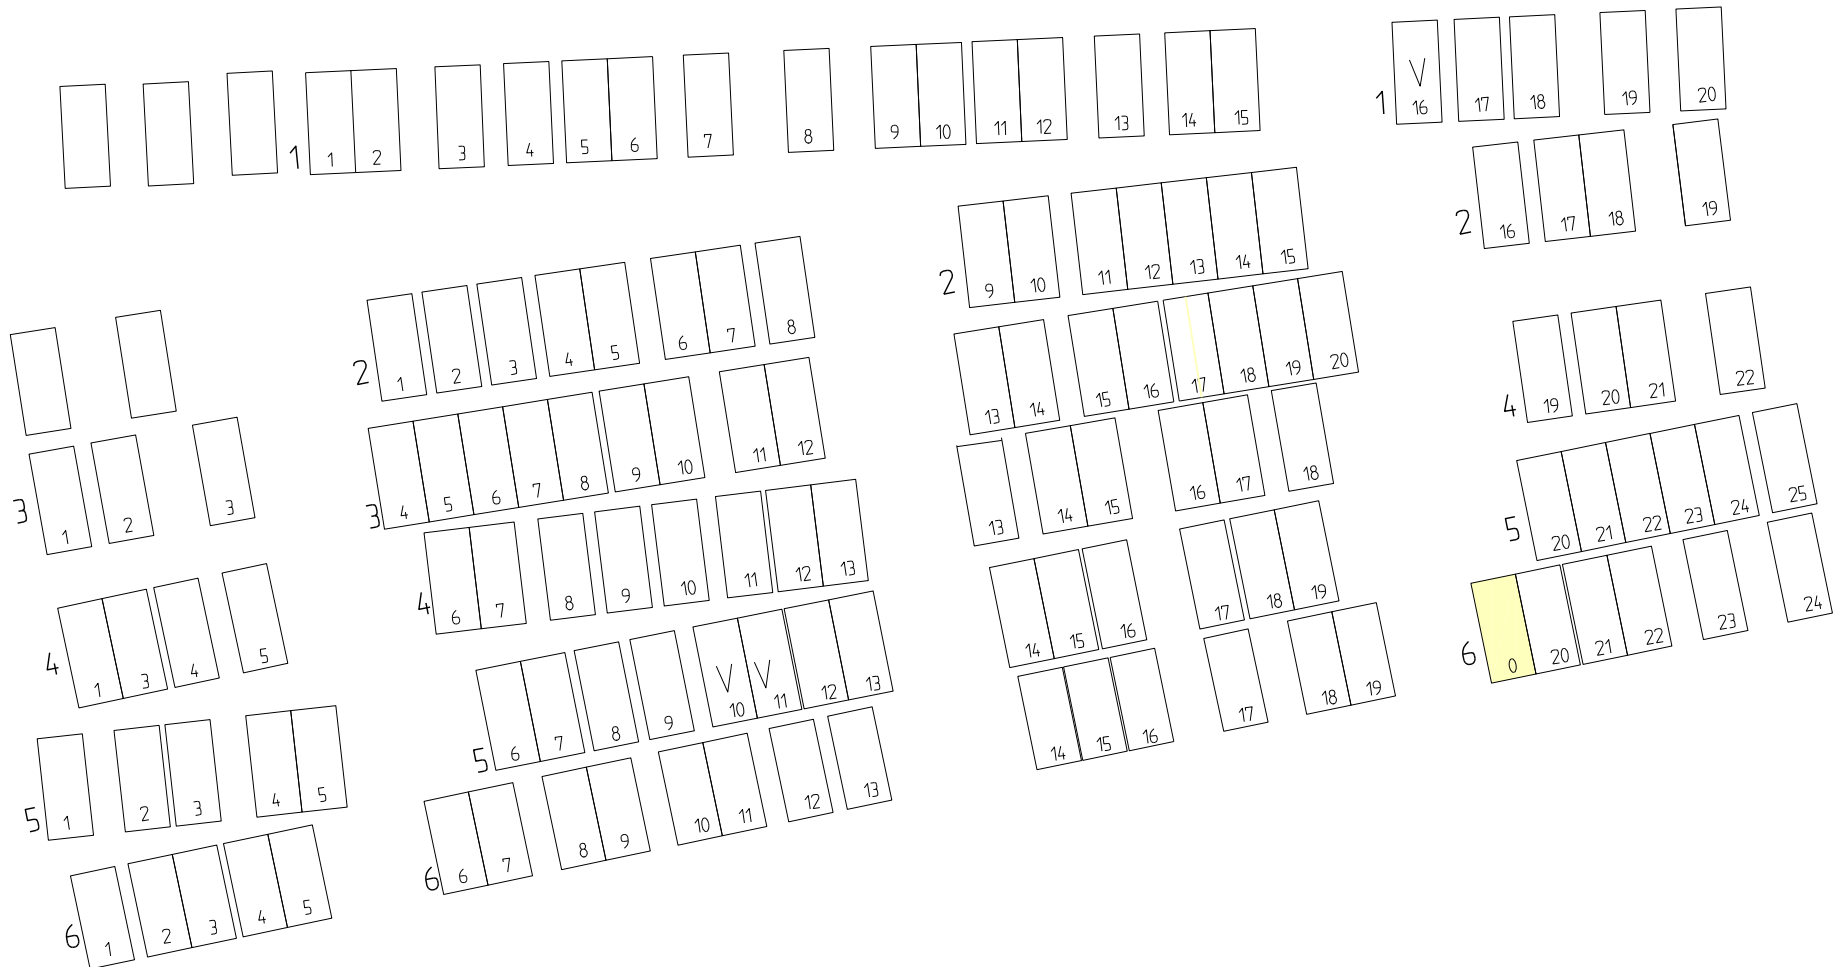 1 1 2 3 4 5 6 7 8 9 10 11 12 13 14 15
1 V 16 17 18 19 20
2 1 2 3 4 5 6 7 8
2 9 10 11 12 13 14 15
2 16 17 18 19
3 1 2 3
3 4 5 6 7 8 9 10 11 12
13 14 15 16 17 18 19 20
4 1 3 4 5
4 6 7 8 9 10 11 12 13
13 14 15 16 17 18
4 19 20 21 22
5 1 2 3 4 5
5 6 7 8 9 V 10 V 11 12 13
14 15 16 17 18 19
5 20 21 22 23 24 25
6 1 2 3 4 5
6 6 7 8 9 10 11 12 13
14 15 16 17 18 19
6 0 20 21 22 23 24